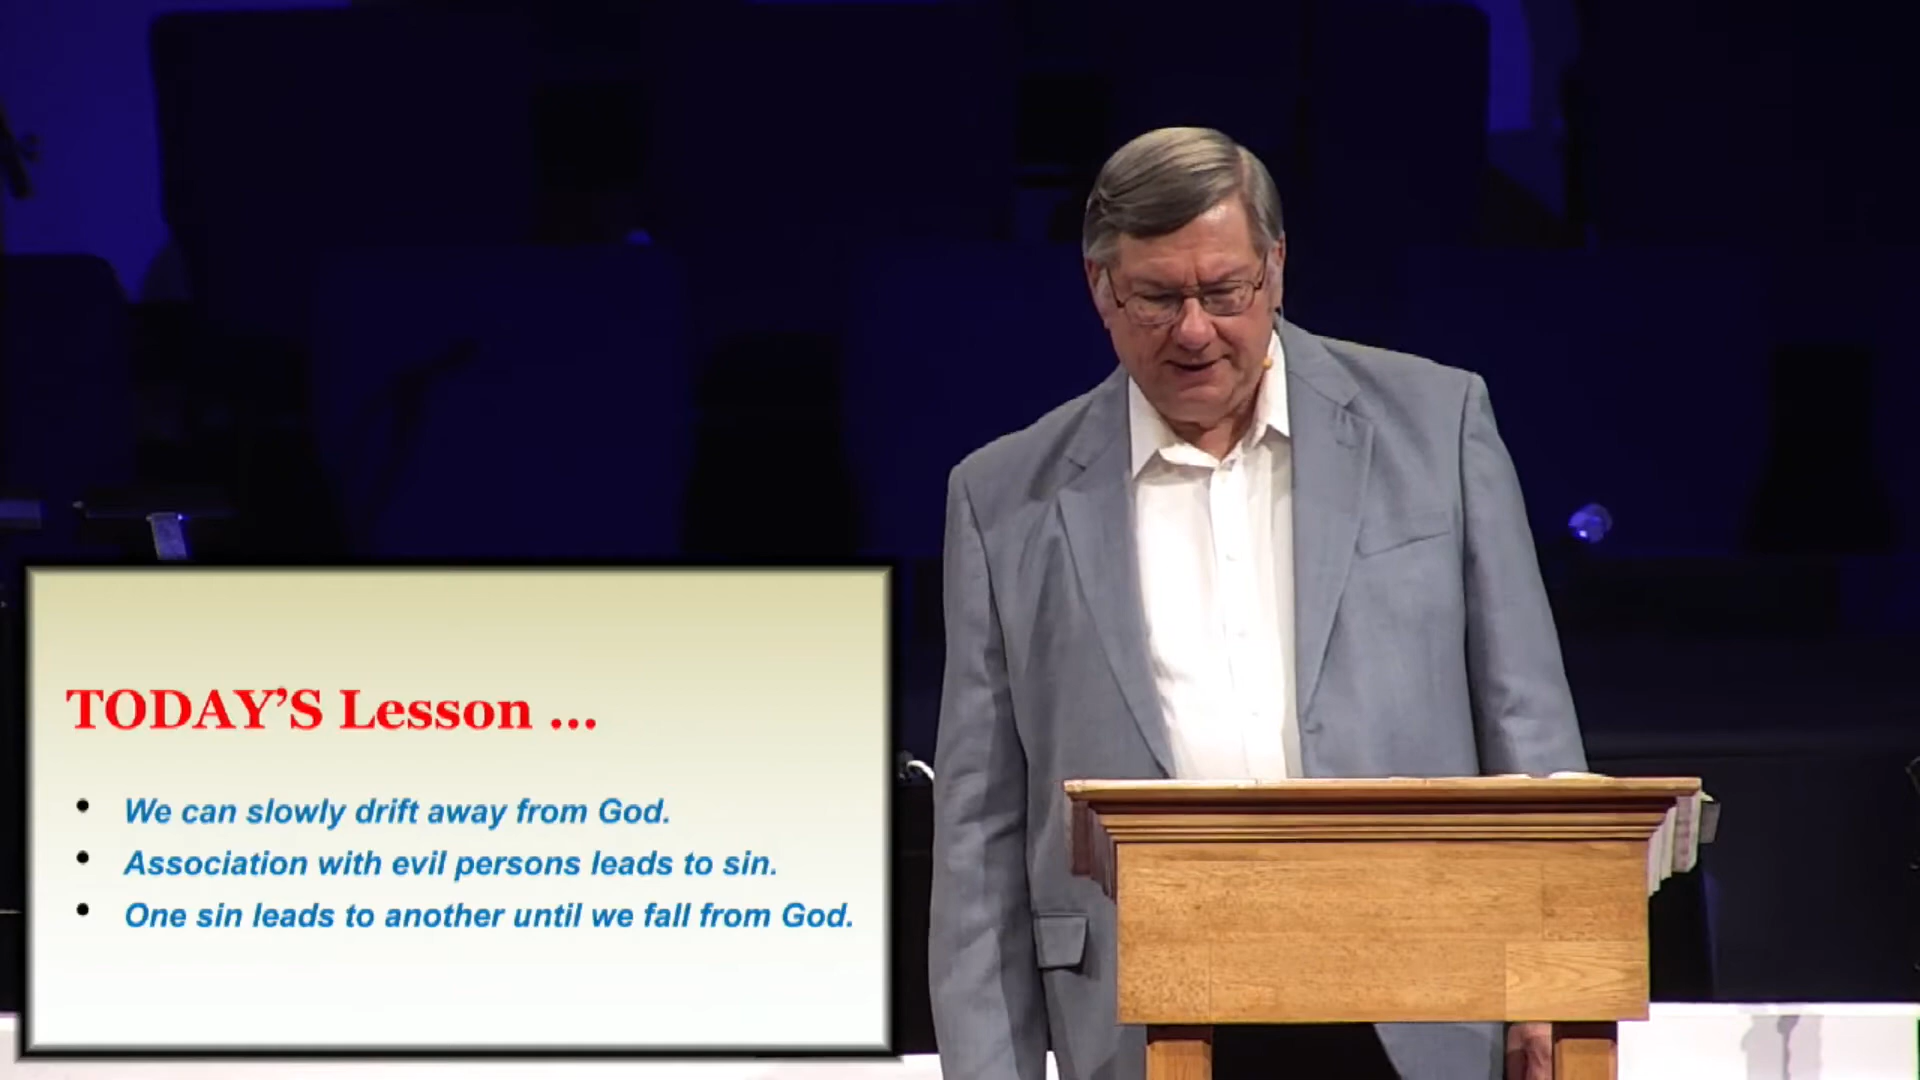 TODAY’S Lesson ...
• We can slowly drift away from God.
• Association with evil persons leads to sin.
• One sin leads to another until we fall from God.